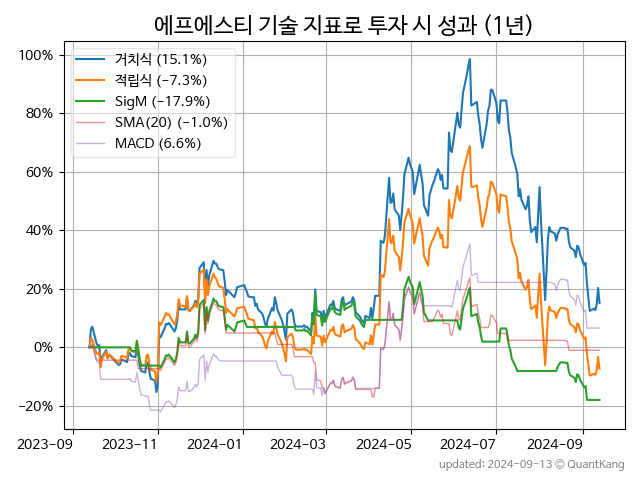 에프에스티 기술 지표로 투자 시 성과 (1년)
100%
80%
60%
40%
20%
0%
−20%
거치식 (15.1%)
적립식 (−7.3%)
SigM (−17.9%)
SMA(20) (−1.0%)
MACD (6.6%)
2023-09
2023-11
2024-01
2024-03
2024-05
2024-07
2024-09
updated: 2024-09-13 © QuantKang